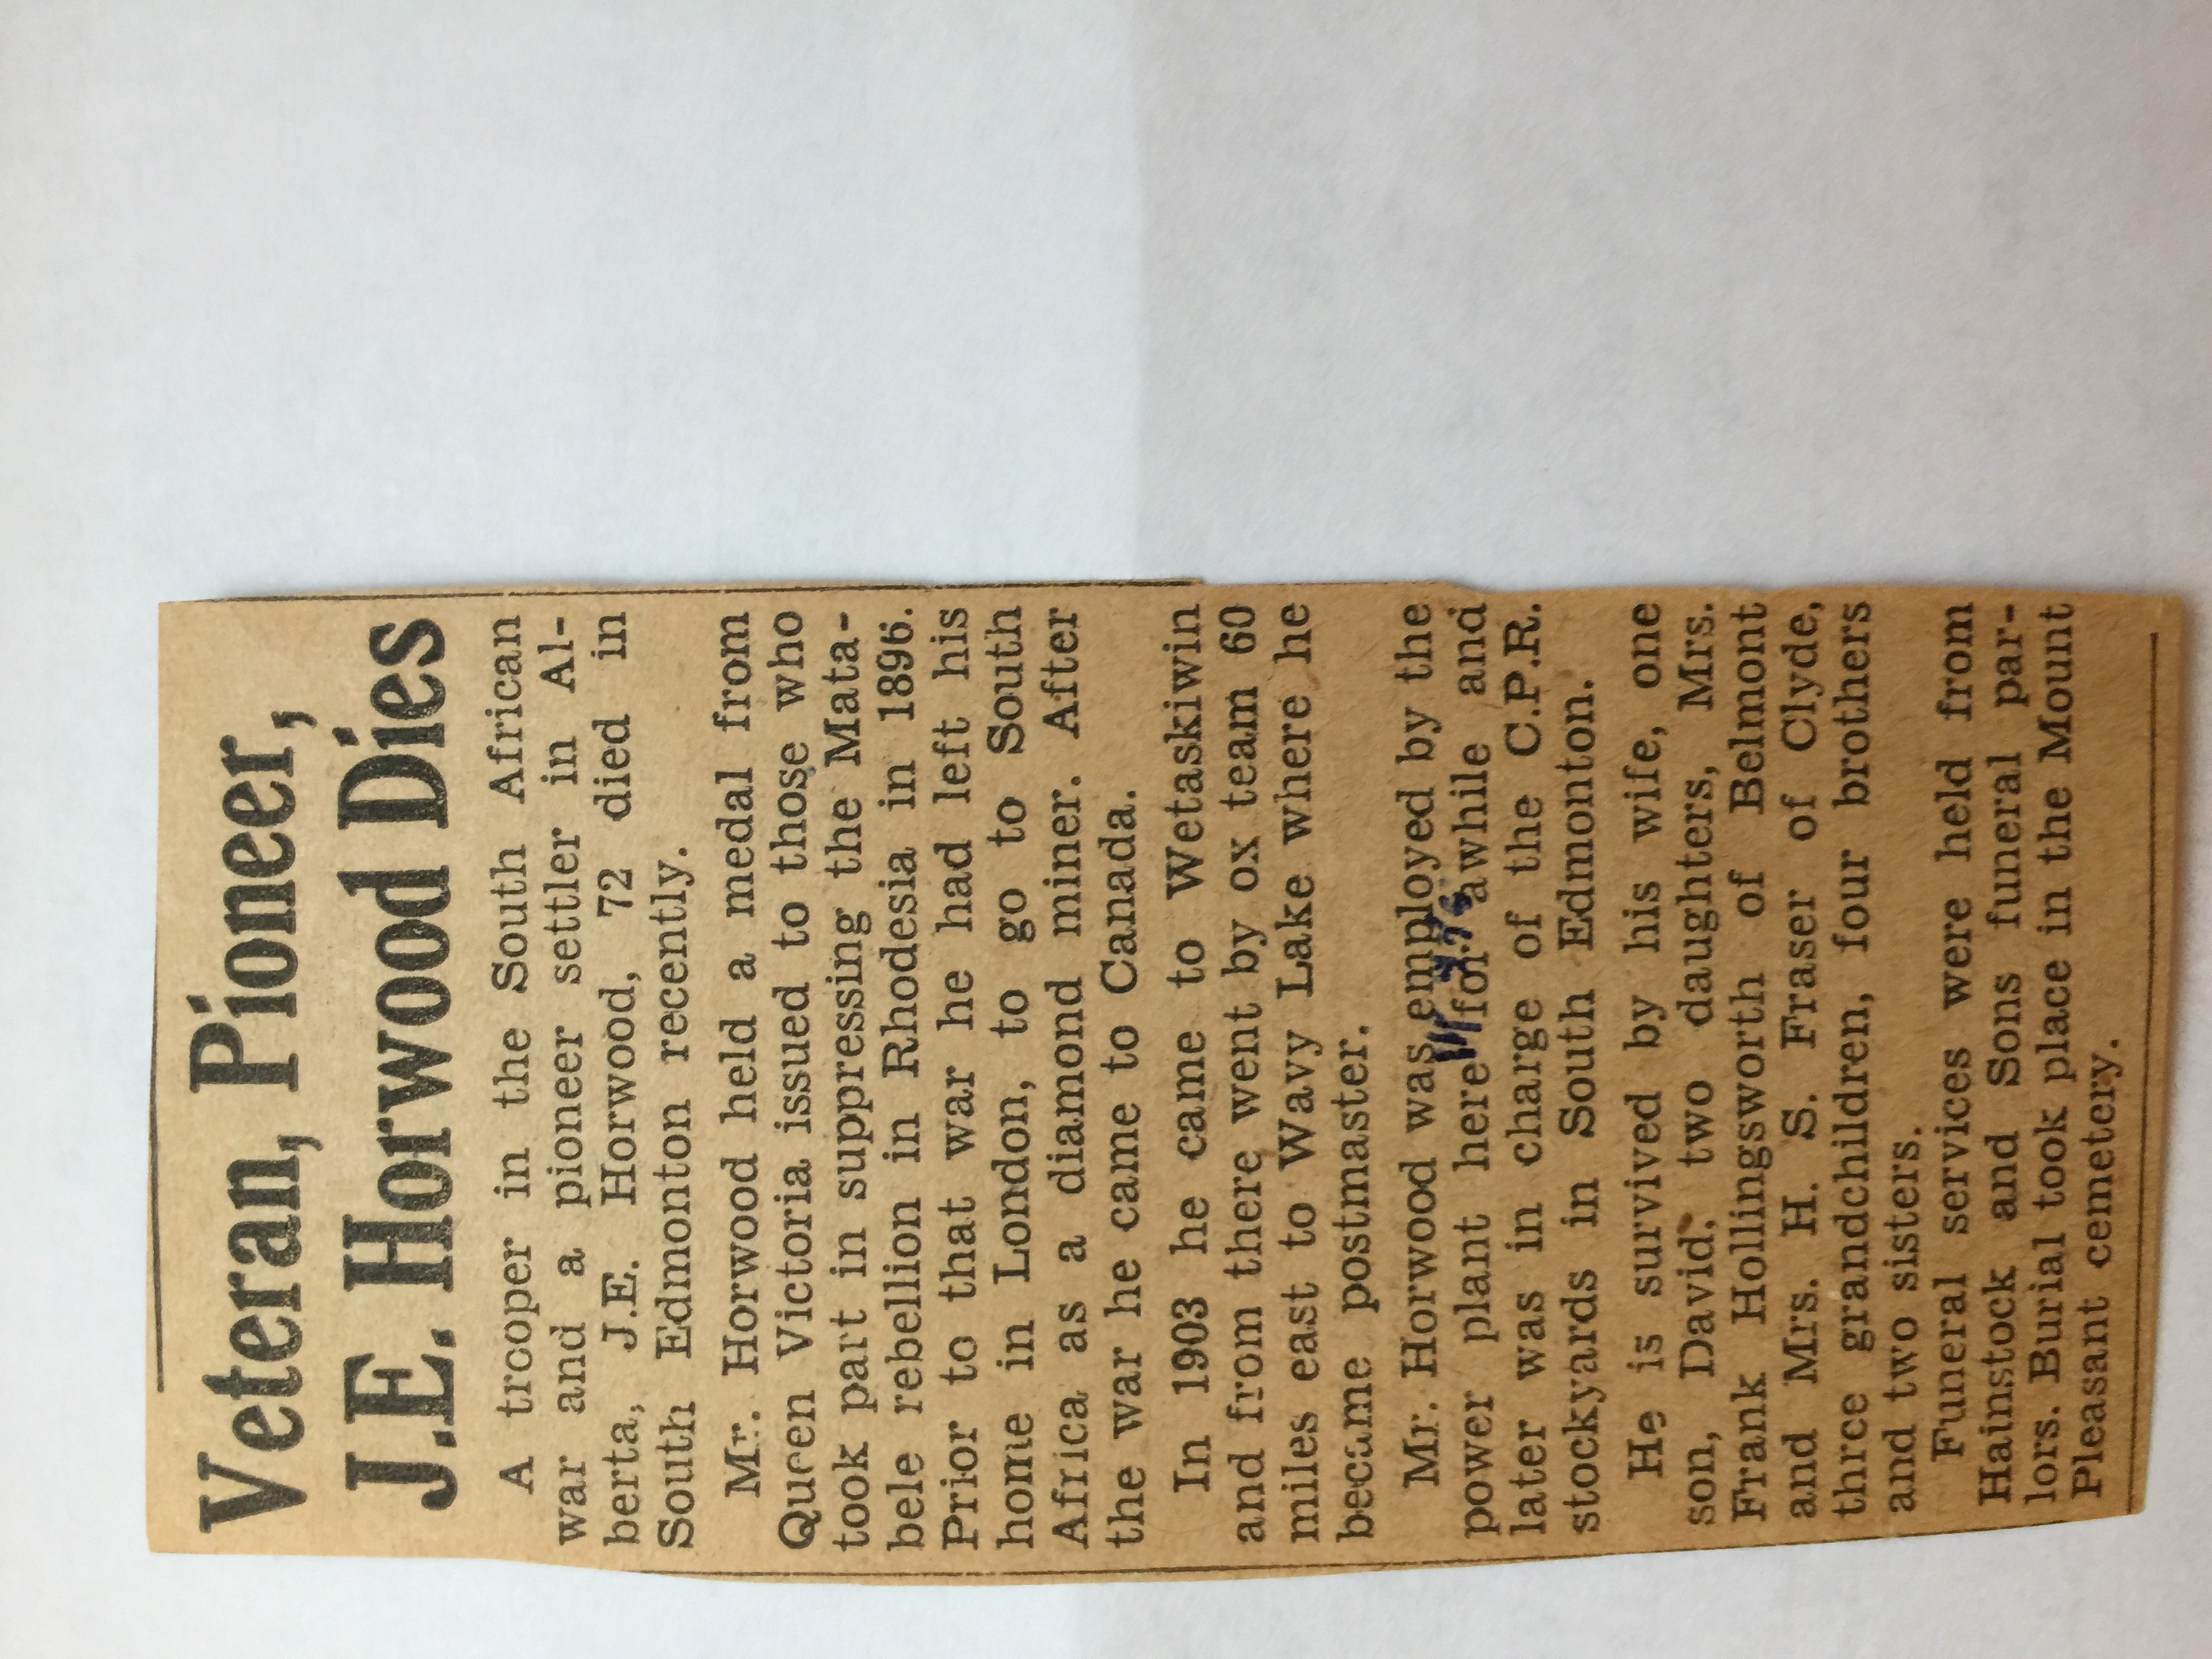 Veteran, Pioneer,
J.E. Horwood Dies
A trooper in the South African
war and a pioneer settler in Al-
berta, J.E. Horwood, 72 died in
South Edmonton recently.
Mr. Horwood held a medal from
Queen Victoria issued to those who
took part in suppressing the Mata-
bele rebellion in Rhodesia in 1896.
Prior to that war he had left his
home in London, to go to South
Africa as a diamond miner. After
the war he came to Canada.
In 1903 he came to Wetaskiwin
and from there went by ox team 60
miles east to Wavy Lake where he
became postmaster.
Mr. Horwood was employed by the
power plant here for awhile and
later was in charge of the C.P.R.
stockyards in South Edmonton.
He is survived by his wife, one
son, David; two daughters, Mrs.
Frank Hollingsworth of Belmont
and Mrs. H. S. Fraser of Clyde,
three grandchildren, four brothers
and two sisters.
Funeral services were held from
Hainstock and Sons funeral par-
lors. Burial took place in the Mount
Pleasant cemetery.